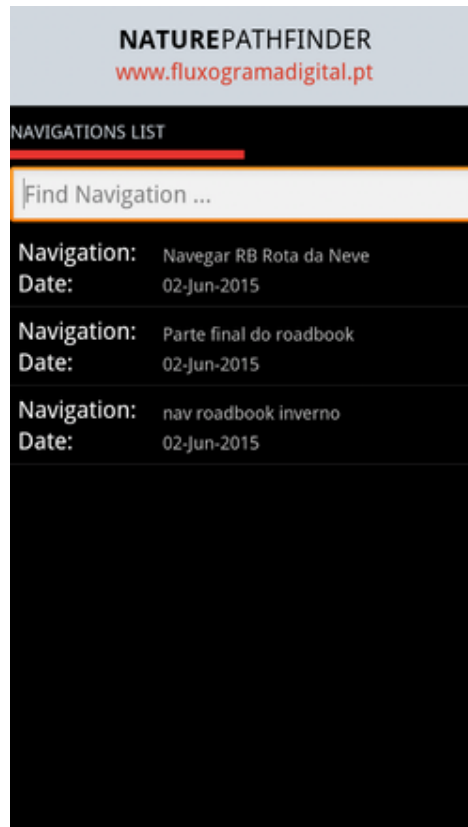 NATUREPATHFINDER
www.fluxogramadigital.pt
NAVIGATIONS LIST
Find Navigation ...
Navigation: Navegar RB Rota da Neve
Date: 02-Jun-2015
Navigation: Parte final do roadbook
Date: 02-Jun-2015
Navigation: nav roadbook inverno
Date: 02-Jun-2015